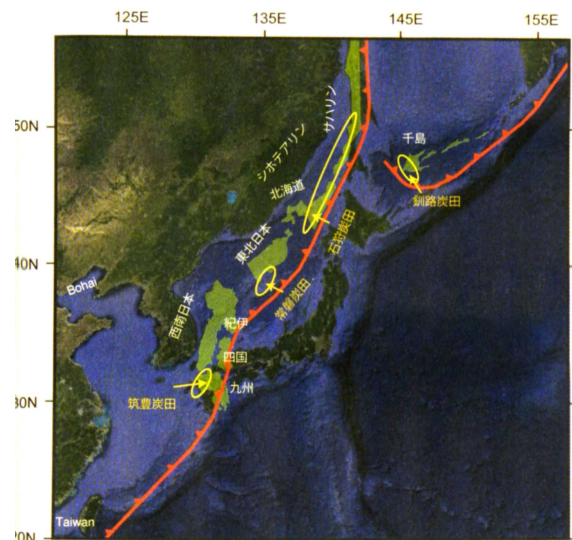 125E
135E
145E
155E
50N
40N
30N
20N
サハリン
千島
シホテアリン
北海道
釧路炭田
石狩炭田
東北日本
Bohai
常磐炭田
西南日本
紀伊
四国
九州
筑豊炭田
Taiwan